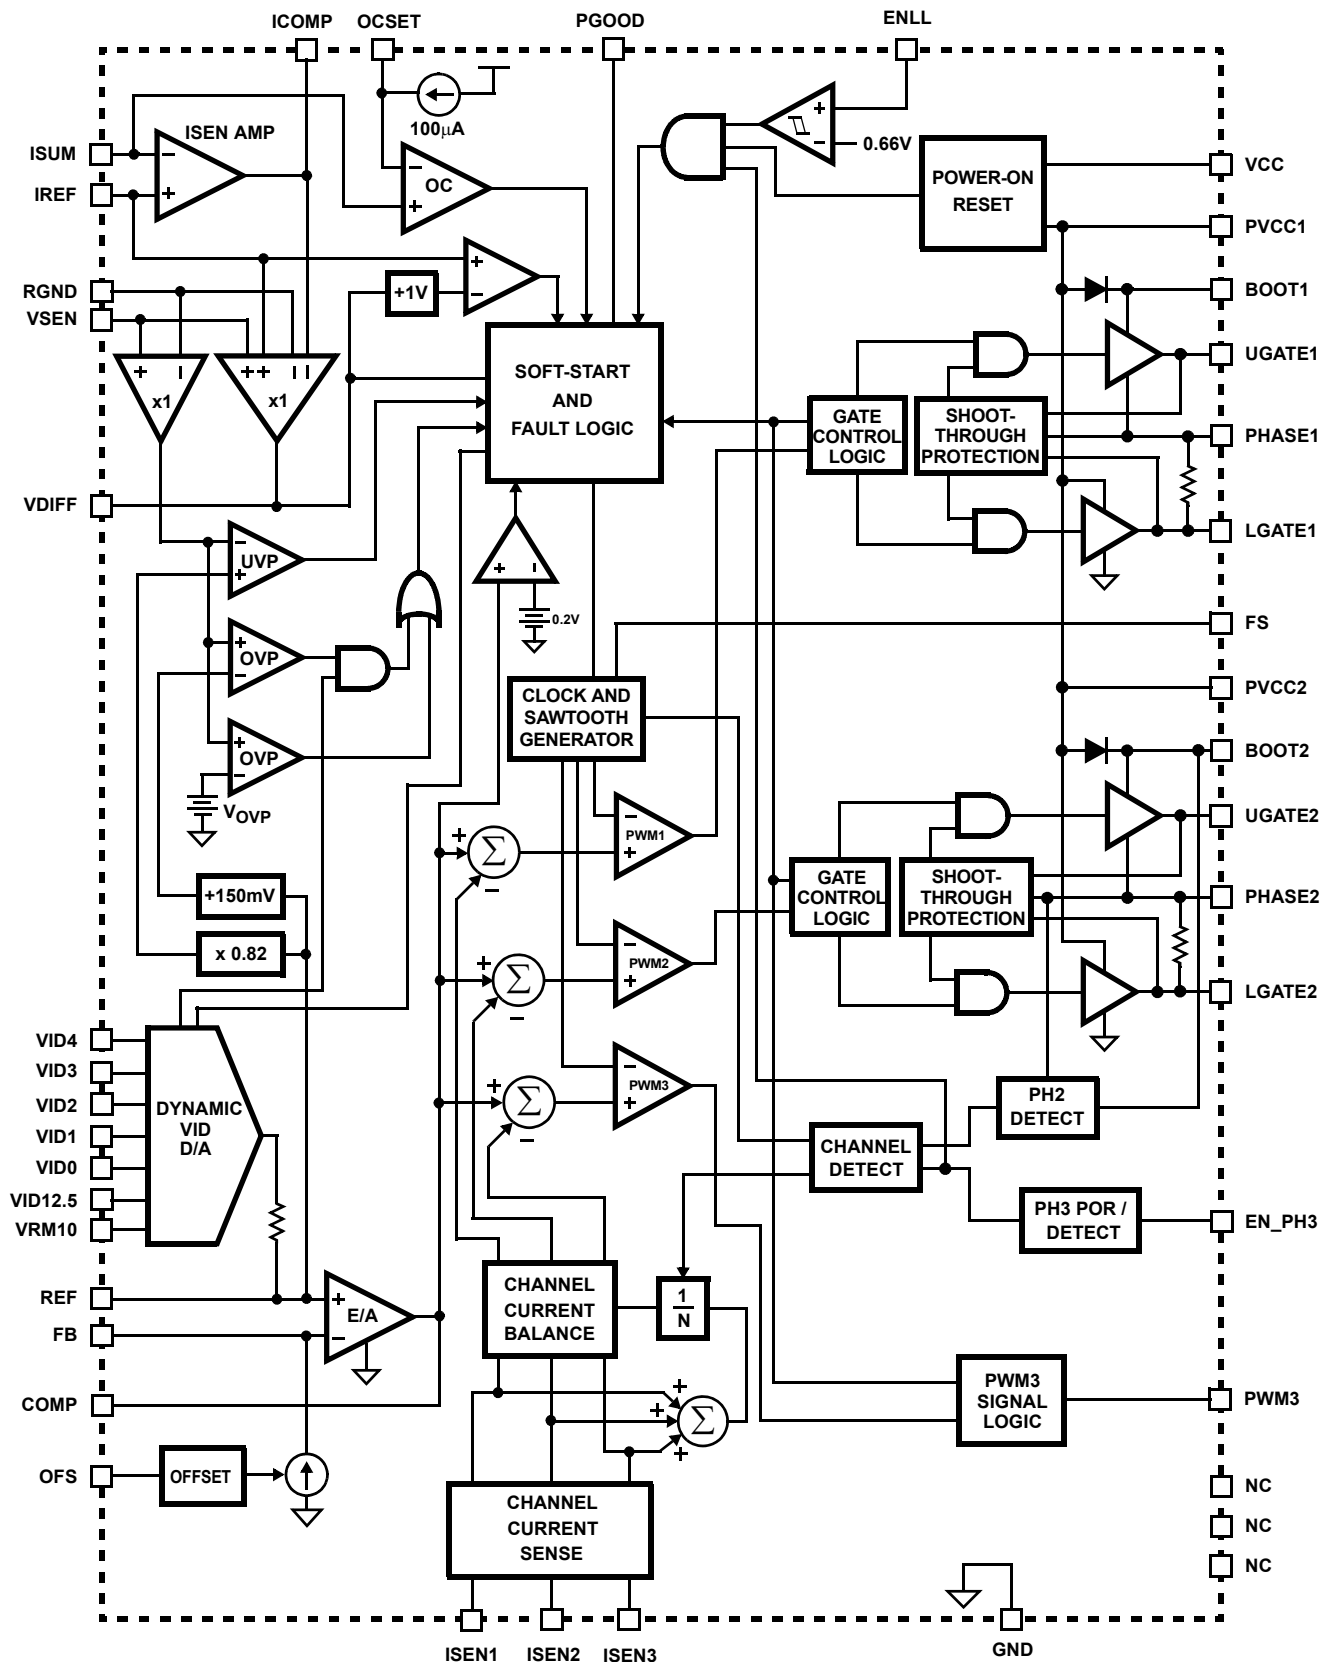 ICOMP
OCSET
PGOOD
ENLL
ISEN AMP
100μA
ISUM
IREF
−
+
−
OC
+
+
−
0.66V
POWER-ON
RESET
VCC
PVCC1
RGND
VSEN
+1V
+
−
BOOT1
+
−
x1
++
− −
x1
SOFT-START
AND
FAULT LOGIC
UGATE1
GATE
CONTROL
LOGIC
SHOOT-
THROUGH
PROTECTION
PHASE1
VDIFF
LGATE1
−
UVP
+
+
−
0.2V
FS
+
OVP
−
CLOCK AND
SAWTOOTH
GENERATOR
PVCC2
+
OVP
−
BOOT2
VOVP
+
Σ
−
−
PWM1
+
UGATE2
+150mV
GATE
CONTROL
LOGIC
SHOOT-
THROUGH
PROTECTION
PHASE2
x 0.82
+
Σ
−
−
PWM2
+
LGATE2
VID4
VID3
VID2
VID1
VID0
VID12.5
VRM10
DYNAMIC
VID
D/A
+
Σ
−
−
PWM3
+
PH2
DETECT
CHANNEL
DETECT
PH3 POR /
DETECT
EN_PH3
REF
FB
+
E/A
−
CHANNEL
CURRENT
BALANCE
1
N
COMP
+
+
Σ
+
PWM3
SIGNAL
LOGIC
PWM3
OFS
OFFSET
CHANNEL
CURRENT
SENSE
NC
NC
NC
ISEN1
ISEN2
ISEN3
GND